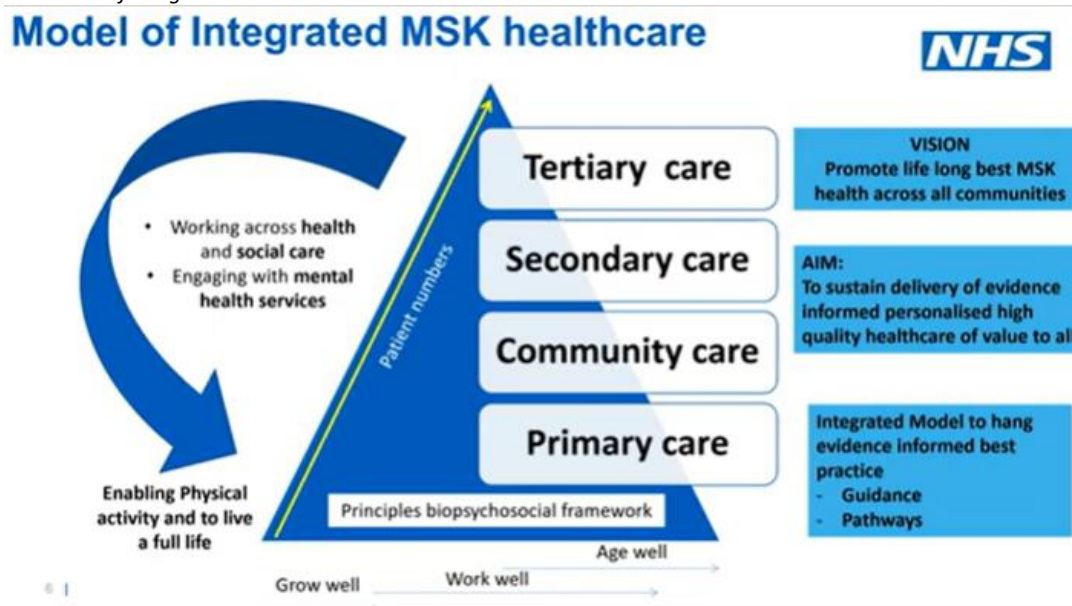 Model of Integrated MSK healthcare
NHS
Tertiary care
Secondary care
Community care
Primary care
Patient numbers
Principles biopsychosocial framework
• Working across health
and social care
• Engaging with mental
health services
Enabling Physical
activity and to live
a full life
VISION
Promote life long best MSK
health across all communities
AIM:
To sustain delivery of evidence
informed personalised high
quality healthcare of value to all
Integrated Model to hang
evidence informed best
practice
- Guidance
- Pathways
Age well
Work well
Grow well
6 |